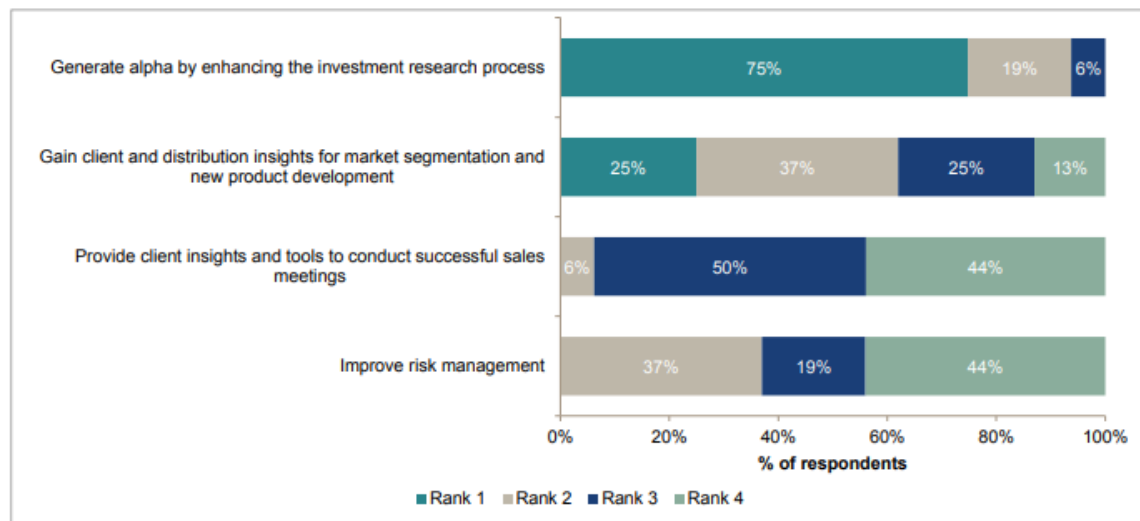 Generate alpha by enhancing the investment research process
75%
19%
6%
Gain client and distribution insights for market segmentation and
new product development
25%
37%
25%
13%
Provide client insights and tools to conduct successful sales
meetings
6%
50%
44%
Improve risk management
37%
19%
44%
0%
20%
40%
60%
80%
100%
% of respondents
Rank 1
Rank 2
Rank 3
Rank 4